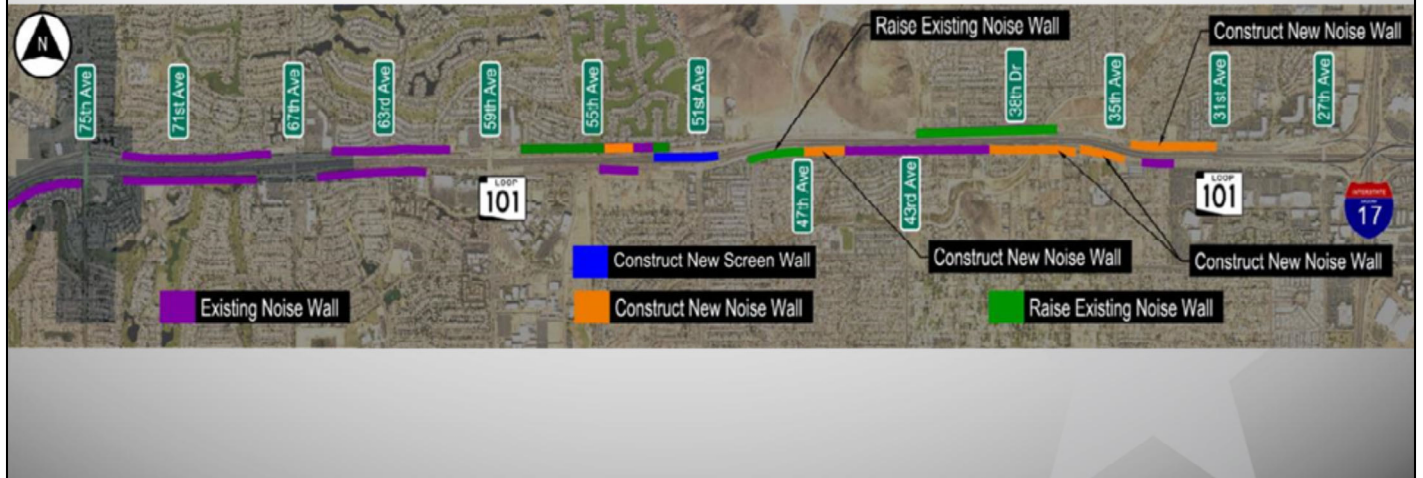 Raise Existing Noise Wall
Construct New Noise Wall
N
75th Ave
71st Ave
67th Ave
63rd Ave
59th Ave
55th Ave
51st Ave
38th Dr
35th Ave
31st Ave
27th Ave
LOOP
101
47th Ave
43rd Ave
LOOP
101
INTERSTATE
17
Construct New Screen Wall
Construct New Noise Wall
Construct New Noise Wall
Existing Noise Wall
Construct New Noise Wall
Raise Existing Noise Wall